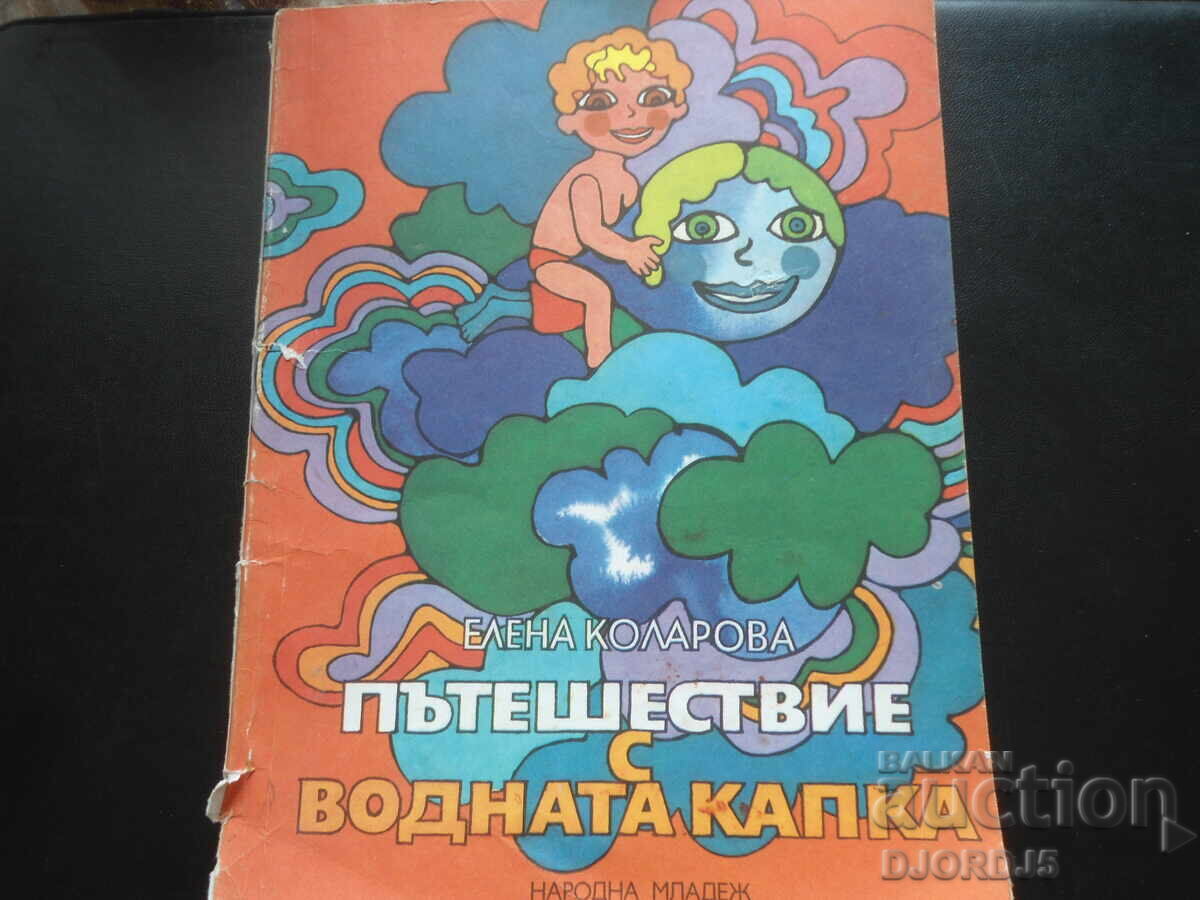 ЕЛЕНА КОЛАРОВА
ПЪТЕШЕСТВИЕ
С
ВОДНАТА КАПКА
НАРОДНА МЛАДЕЖ
BALKAN
auction
DJORDJ5